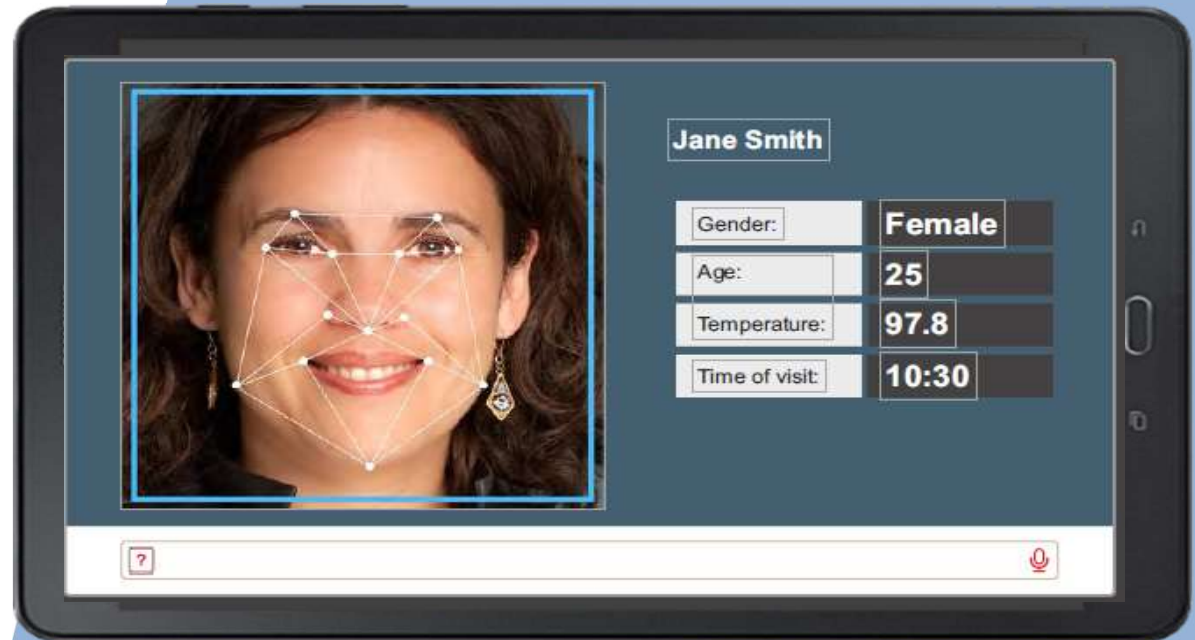 Jane Smith
Gender: Female
Age: 25
Temperature: 97.8
Time of visit: 10:30
?